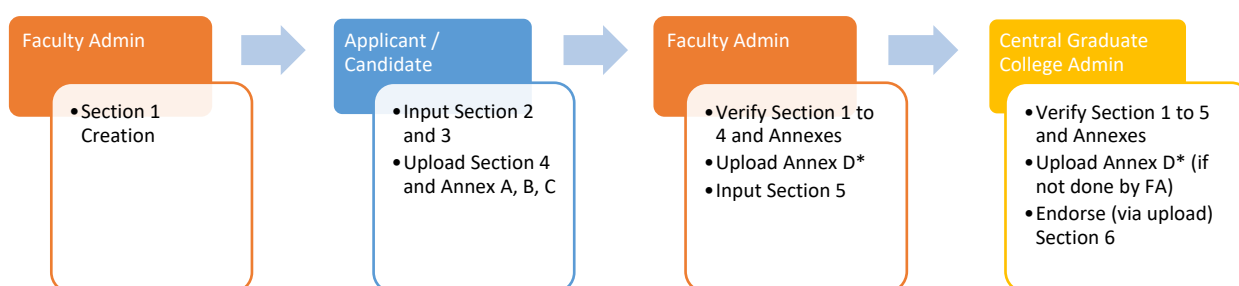 Faculty Admin
•Section 1
Creation
Applicant /
Candidate
•Input Section 2
and 3
•Upload Section 4
and Annex A, B, C
Faculty Admin
•Verify Section 1 to
4 and Annexes
•Upload Annex D*
•Input Section 5
Central Graduate
College Admin
•Verify Section 1 to 5
and Annexes
•Upload Annex D* (if
not done by FA)
•Endorse (via upload)
Section 6